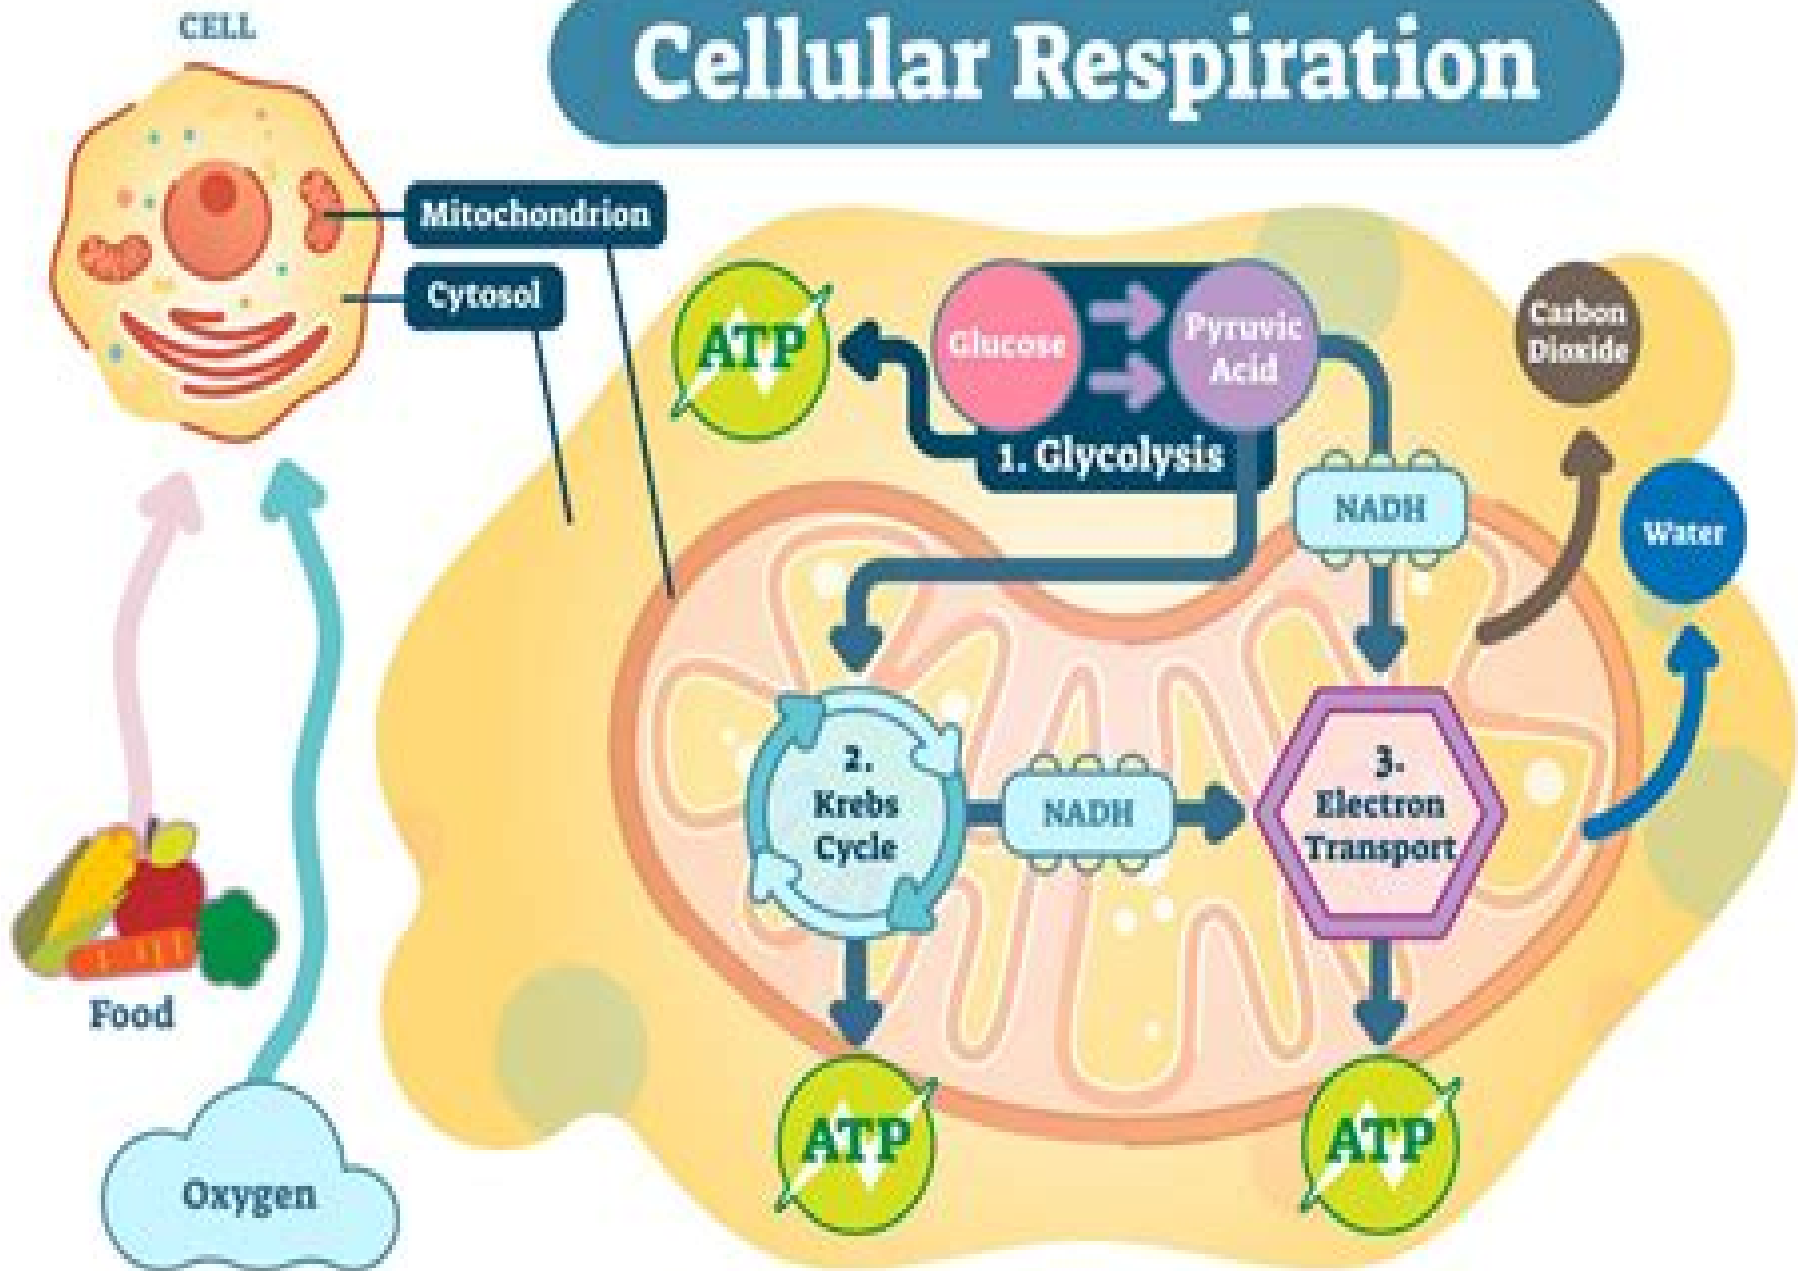 CELL
Cellular Respiration
Mitochondrion
Cytosol
ATP
Glucose
Pyruvic
Acid
1. Glycolysis
Carbon
Dioxide
NADH
Water
2.
Krebs
Cycle
NADH
3.
Electron
Transport
Food
ATP
ATP
Oxygen